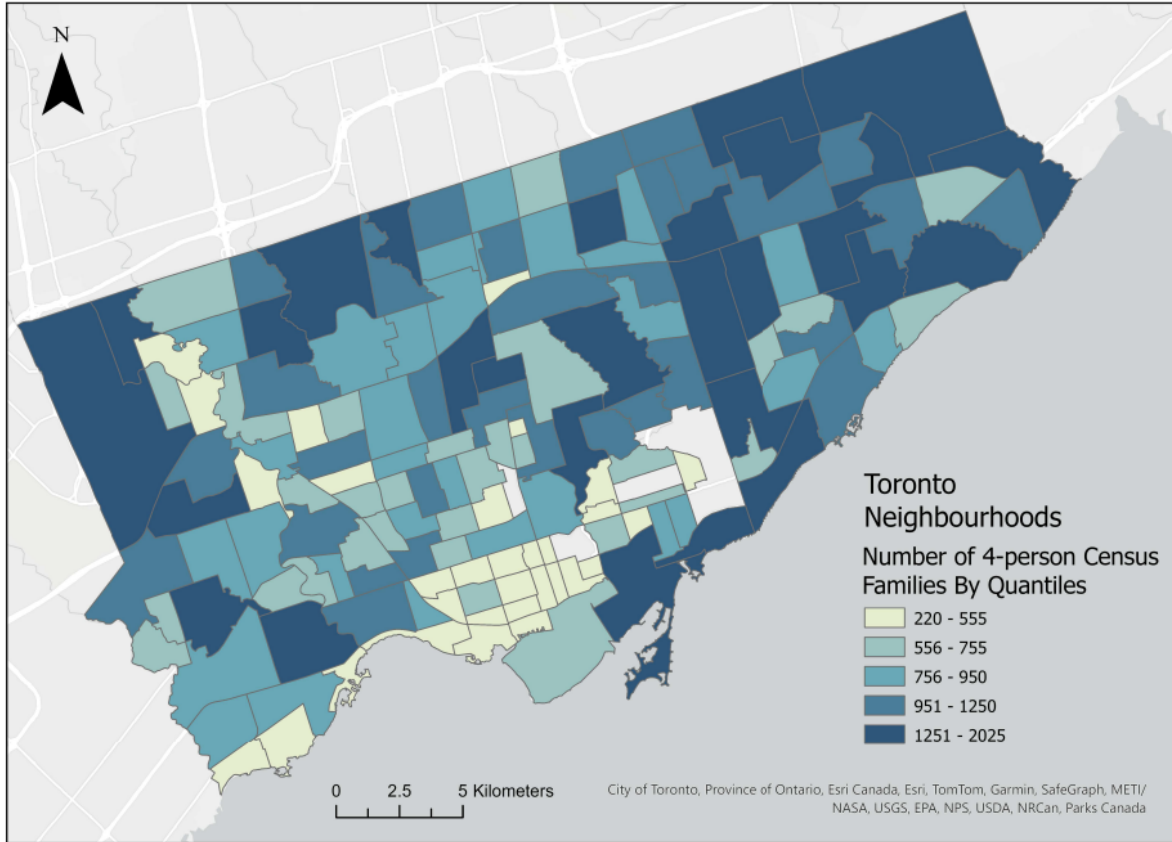 N
Toronto
Neighbourhoods
Number of 4-person Census
Families By Quantiles
220 - 555
556 - 755
756 - 950
951 - 1250
1251 - 2025
0 2.5 5 Kilometers
City of Toronto, Province of Ontario, Esri Canada, Esri, TomTom, Garmin, SafeGraph, METI/
NASA, USGS, EPA, NPS, USDA, NRCan, Parks Canada